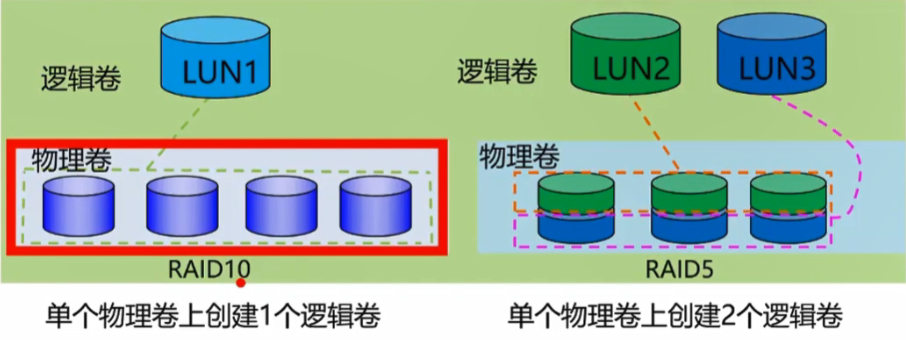 逻辑卷
LUN1
物理卷
RAID10
单个物理卷上创建1个逻辑卷
逻辑卷
LUN2
LUN3
物理卷
RAID5
单个物理卷上创建2个逻辑卷